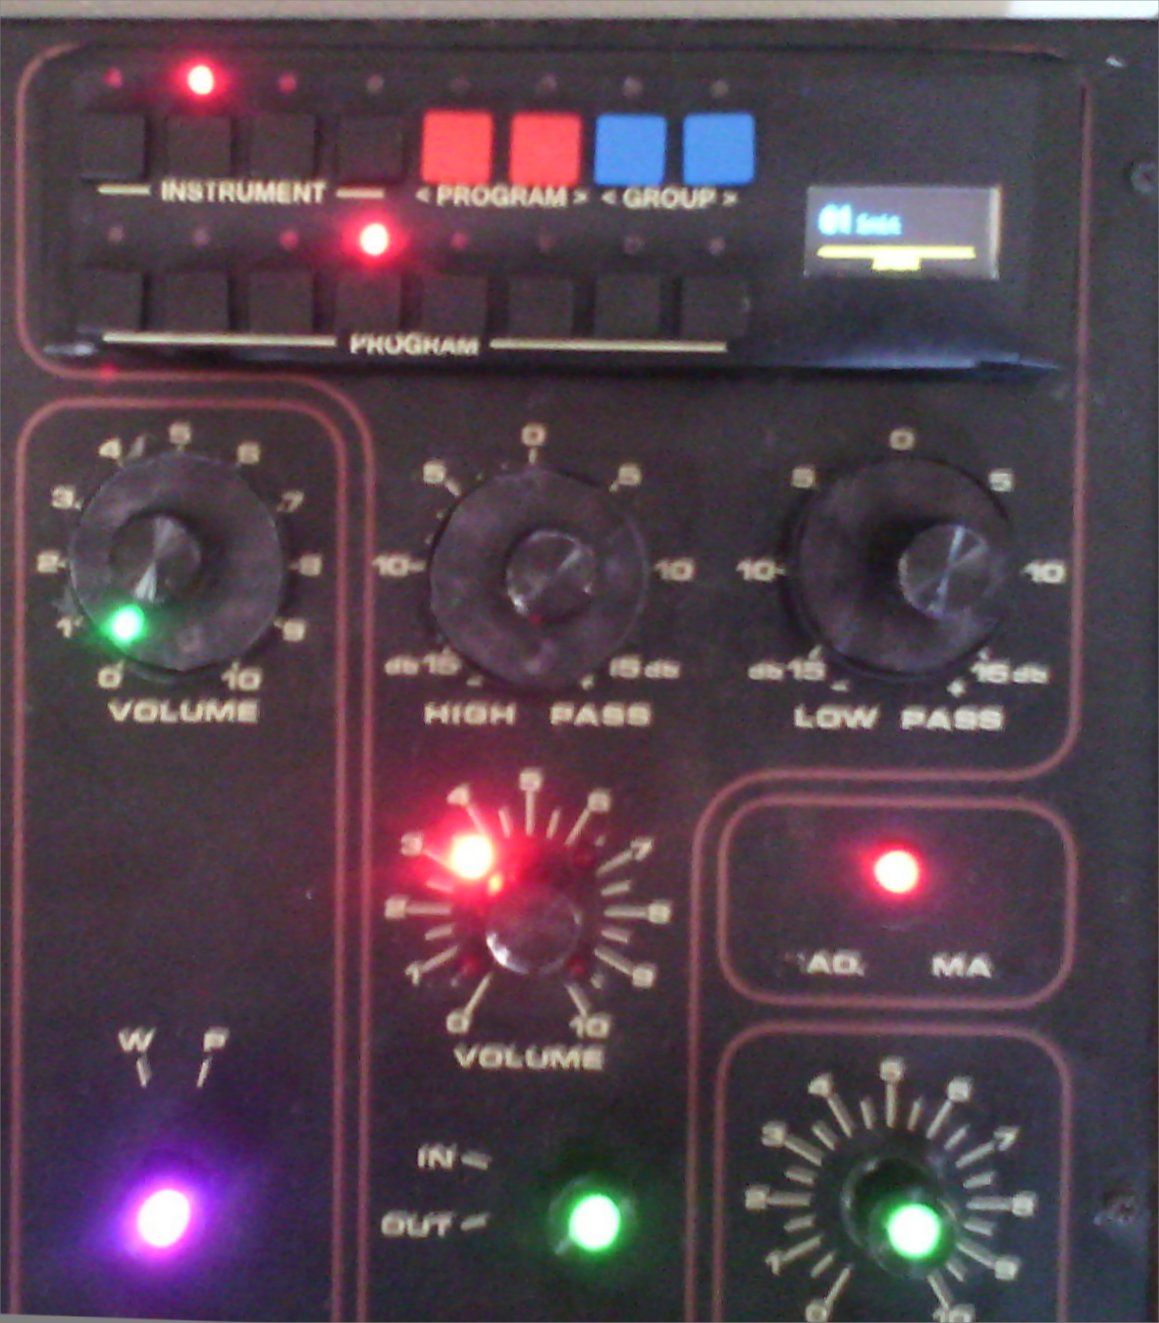 INSTRUMENT < PROGRAM > < GROUP >
01
PROGRAM
0 1 2 3 4 5 6 7 8 9 10
VOLUME
db 15 10 5 0 5 10 15 db
- +
HIGH PASS
db 15 10 5 0 5 10 15 db
- +
LOW PASS
0 1 2 3 4 5 6 7 8 9 10
VOLUME
AD. MA
W P
IN
OUT
0 1 2 3 4 5 6 7 8 9 10